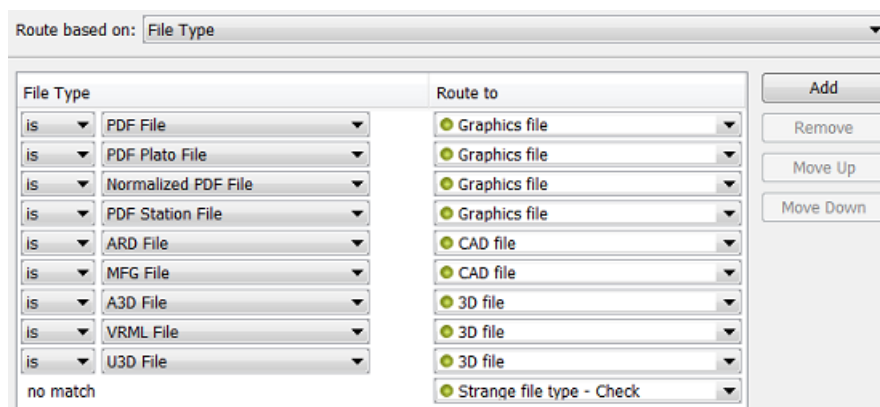 Route based on: File Type
File Type Route to Add
is PDF File Graphics file
Remove
is PDF Plato File Graphics file
Move Up
is Normalized PDF File Graphics file
is PDF Station File Graphics file Move Down
is ARD File CAD file
is MFG File CAD file
is A3D File 3D file
is VRML File 3D file
is U3D File 3D file
no match Strange file type - Check